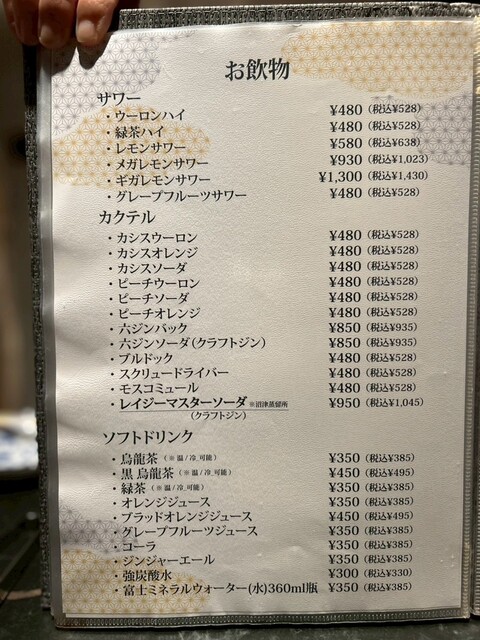 お飲物
サワー
・ウーロンハイ ¥480（税込¥528）
・緑茶ハイ ¥480（税込¥528）
・レモンサワー ¥580（税込¥638）
・メガレモンサワー ¥930（税込¥1,023）
・ギガレモンサワー ¥1,300（税込¥1,430）
・グレープフルーツサワー ¥480（税込¥528）
カクテル
・カシスウーロン ¥480（税込¥528）
・カシスオレンジ ¥480（税込¥528）
・カシスソーダ ¥480（税込¥528）
・ピーチウーロン ¥480（税込¥528）
・ピーチソーダ ¥480（税込¥528）
・ピーチオレンジ ¥480（税込¥528）
・六ジンバック ¥850（税込¥935）
・六ジンソーダ（クラフトジン） ¥850（税込¥935）
・ブルドック ¥480（税込¥528）
・スクリュードライバー ¥480（税込¥528）
・モスコミュール ¥480（税込¥528）
・レイジーマスターソーダ ※沼津蒸留所 ¥950（税込¥1,045）
（クラフトジン）
ソフトドリンク
・烏龍茶（※温/冷_可能） ¥350（税込¥385）
・黒烏龍茶（※温/冷_可能） ¥450（税込¥495）
・緑茶（※温/冷_可能） ¥350（税込¥385）
・オレンジジュース ¥350（税込¥385）
・ブラッドオレンジジュース ¥450（税込¥495）
・グレープフルーツジュース ¥350（税込¥385）
・コーラ ¥350（税込¥385）
・ジンジャーエール ¥350（税込¥385）
・強炭酸水 ¥300（税込¥330）
・富士ミネラルウォーター(水)360ml瓶 ¥350（税込¥385）